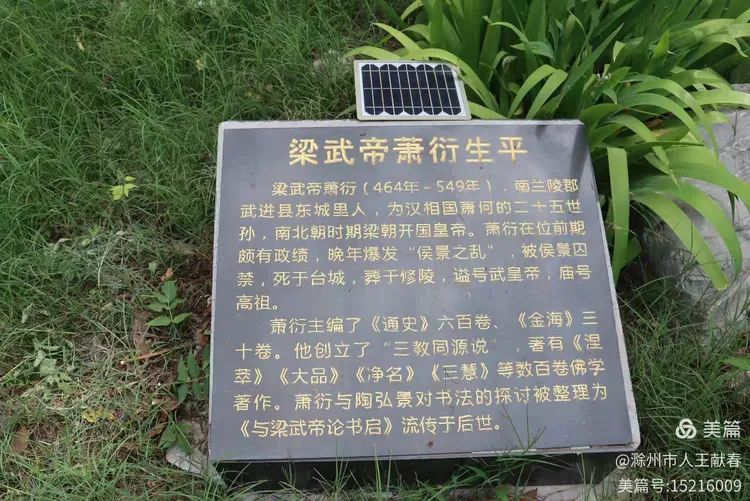 梁武帝萧衍生平
梁武帝萧衍（464年－549年），南兰陵郡
武进县东城里人，为汉相国萧何的二十五世
孙，南北朝时期梁朝开国皇帝。萧衍在位前期
颇有政绩，晚年爆发“侯景之乱”，被侯景囚
禁，死于台城，葬于修陵，谥号武皇帝，庙号
高祖。
萧衍主编了《通史》六百卷、《金海》三
十卷。他创立了“三教同源说”，著有《涅
萃》《大品》《净名》《三慧》等数百卷佛学
著作。萧衍与陶弘景对书法的探讨被整理为
《与梁武帝论书启》流传于后世。
美篇
@滁州市人王献春
美篇号:15216009